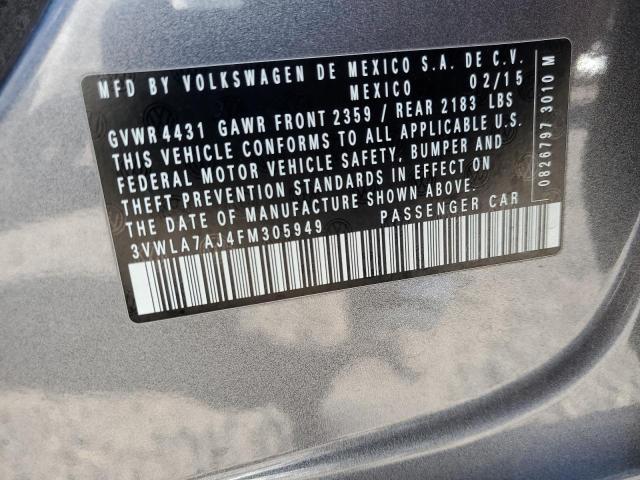 MFD BY VOLKSWAGEN DE MEXICO S.A. DE C.V.
MEXICO 02/15
GVWR4431 GAWR FRONT 2359 / REAR 2183 LBS
THIS VEHICLE CONFORMS TO ALL APPLICABLE U.S.
FEDERAL MOTOR VEHICLE SAFETY, BUMPER AND
THEFT PREVENTION STANDARDS IN EFFECT ON
THE DATE OF MANUFACTURE SHOWN ABOVE.
3VWLA7AJ4FM305949 PASSENGER CAR
0826797 3010 M